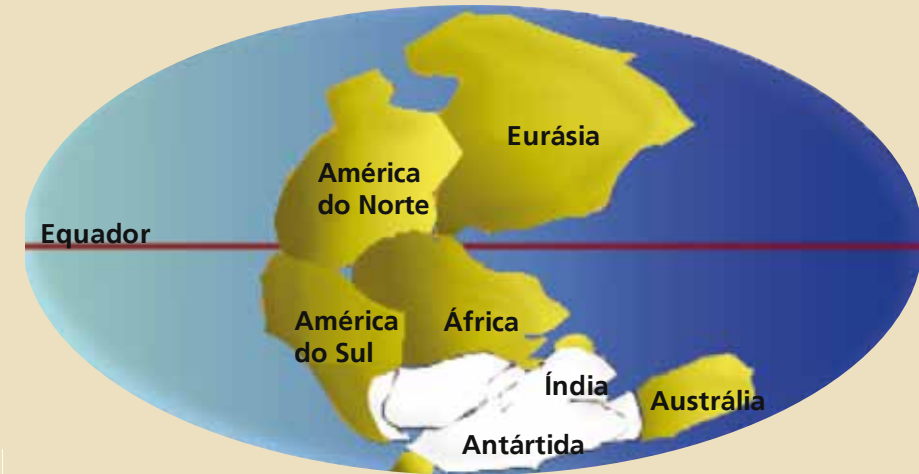 Eurásia
América
do Norte
Equador
América
do Sul
África
Índia
Austrália
Antártida